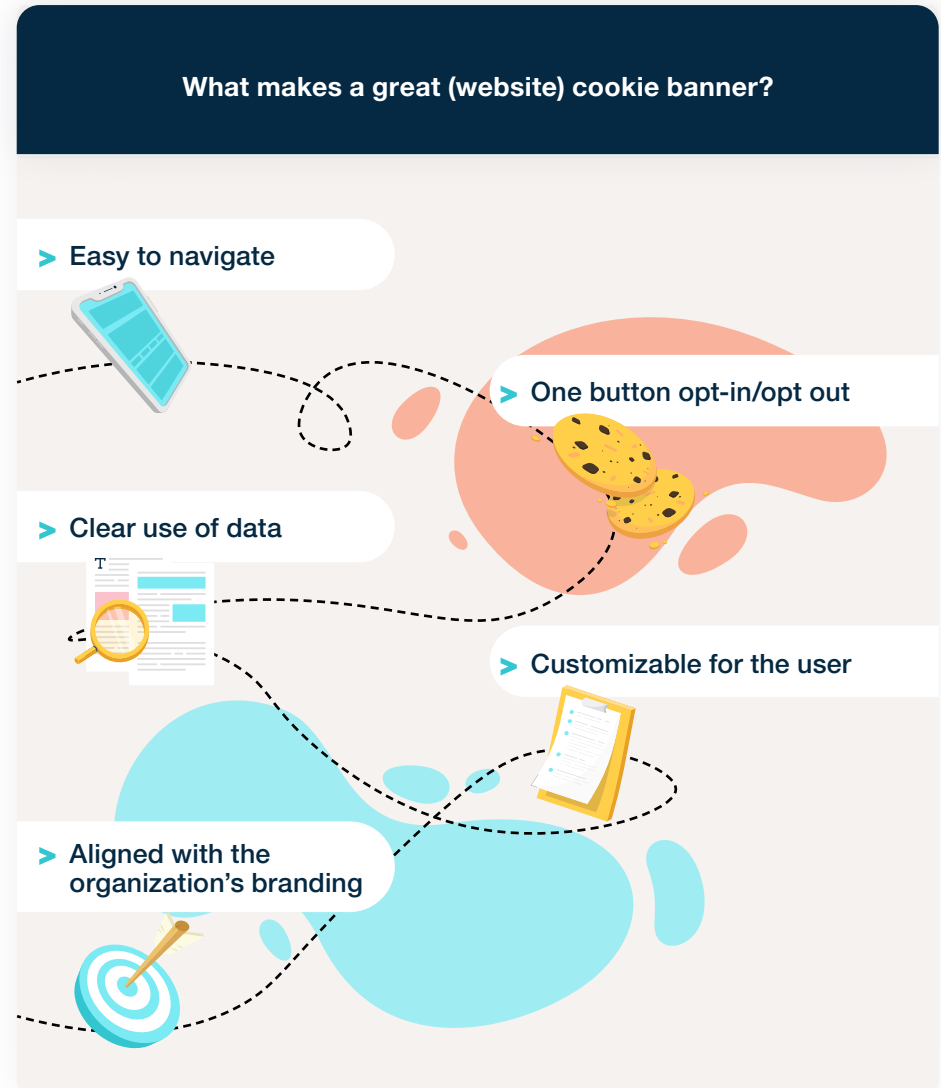 What makes a great (website) cookie banner?
> Easy to navigate
> One button opt-in/opt out
> Clear use of data
T
> Customizable for the user
> Aligned with the
organization’s branding